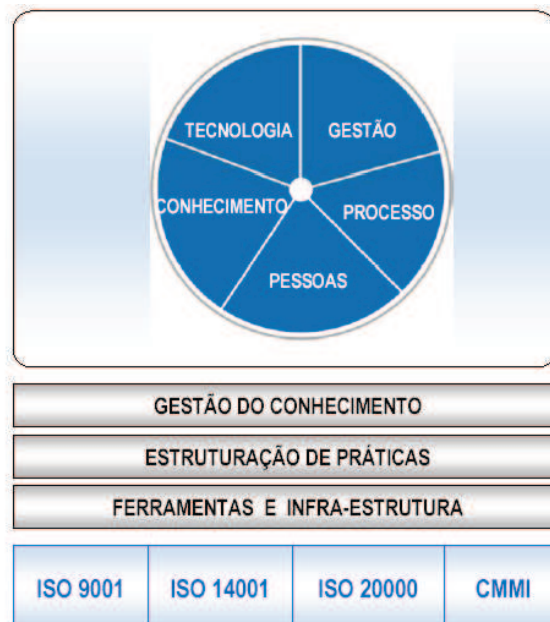 TECNOLOGIA
GESTÃO
CONHECIMENTO
PROCESSO
PESSOAS
GESTÃO DO CONHECIMENTO
ESTRUTURAÇÃO DE PRÁTICAS
FERRAMENTAS E INFRA-ESTRUTURA
ISO 9001 ISO 14001 ISO 20000 CMMI